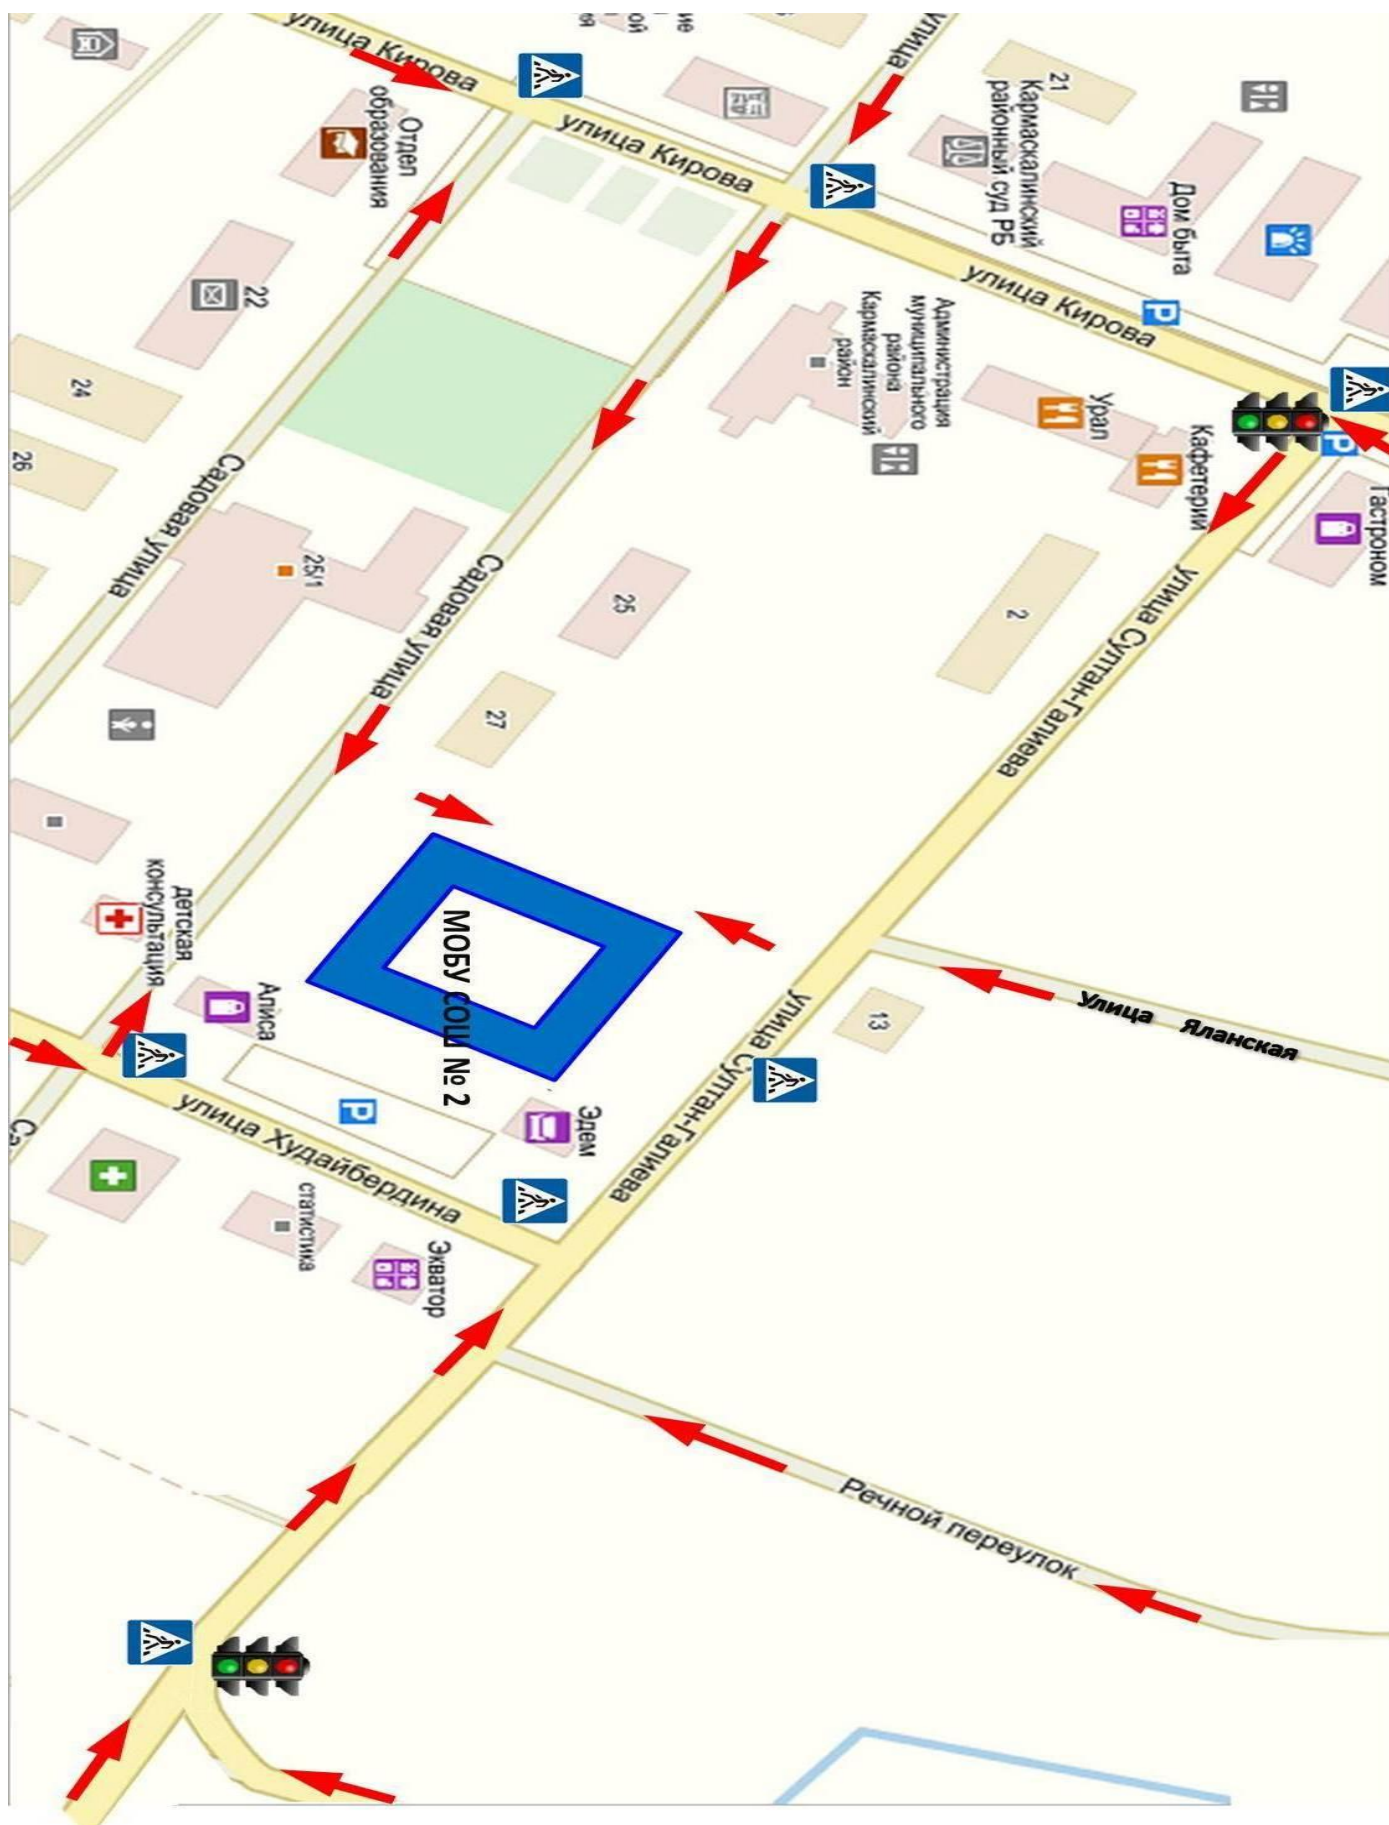 улица Кирова
улица Кирова
улица Кирова
улица
21
Кармаскалинский
районный суд РБ
Дом быта
Отдел
образования
22
24
26
Администрация
муниципального
района
Кармаскалинский
район
Урал
Кафетерий
Гастроном
P
P
Садовая улица
Садовая улица
25/1
25
27
2
улица Султан-Галиева
улица Султан-Галиева
детская
консультация
Алиса
МОБУ СОШ № 2
13
Улица Яланская
P
Эдем
улица Худайбердина
статистика
Экватор
Речной переулок